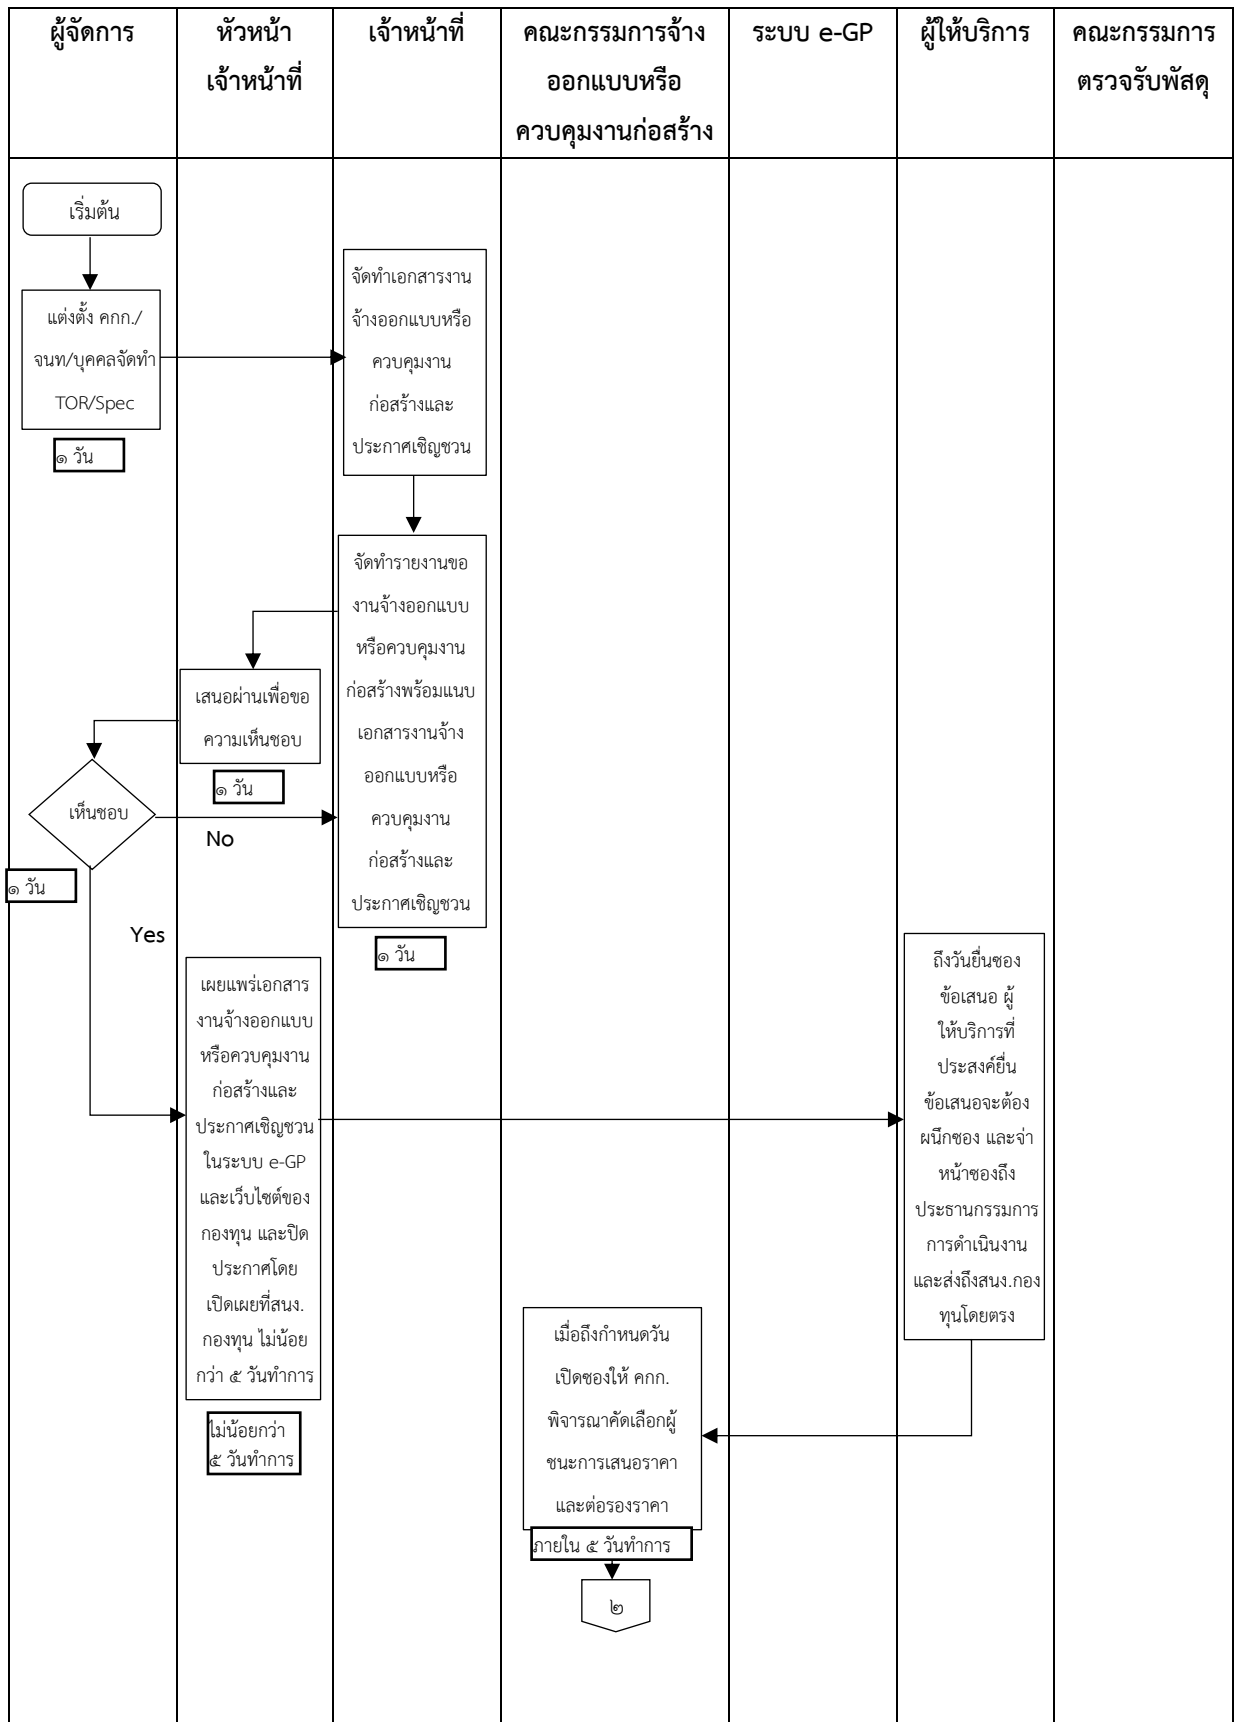 ผู้จัดการ
หัวหน้า
เจ้าหน้าที่
เจ้าหน้าที่
คณะกรรมการจ้าง
ออกแบบหรือ
ควบคุมงานก่อสร้าง
ระบบ e-GP
ผู้ให้บริการ
คณะกรรมการ
ตรวจรับพัสดุ
เริ่มต้น
แต่งตั้ง คกก./
จนท/บุคคลจัดทำ
TOR/Spec
๑ วัน
จัดทำเอกสารงาน
จ้างออกแบบหรือ
ควบคุมงาน
ก่อสร้างและ
ประกาศเชิญชวน
จัดทำรายงานขอ
งานจ้างออกแบบ
หรือควบคุมงาน
ก่อสร้างพร้อมแนบ
เอกสารงานจ้าง
ออกแบบหรือ
ควบคุมงาน
ก่อสร้างและ
ประกาศเชิญชวน
๑ วัน
เสนอผ่านเพื่อขอ
ความเห็นชอบ
๑ วัน
เห็นชอบ
๑ วัน
No
Yes
เผยแพร่เอกสาร
งานจ้างออกแบบ
หรือควบคุมงาน
ก่อสร้างและ
ประกาศเชิญชวน
ในระบบ e-GP
และเว็บไซต์ของ
กองทุน และปิด
ประกาศโดย
เปิดเผยที่สนง.
กองทุน ไม่น้อย
กว่า ๕ วันทำการ
ไม่น้อยกว่า
๕ วันทำการ
ถึงวันยื่นซอง
ข้อเสนอ ผู้
ให้บริการที่
ประสงค์ยื่น
ข้อเสนอจะต้อง
ผนึกซอง และจ่า
หน้าซองถึง
ประธานกรรมการ
การดำเนินงาน
และส่งถึงสนง.กอง
ทุนโดยตรง
เมื่อถึงกำหนดวัน
เปิดซองให้ คกก.
พิจารณาคัดเลือกผู้
ชนะการเสนอราคา
และต่อรองราคา
ภายใน ๕ วันทำการ
๒